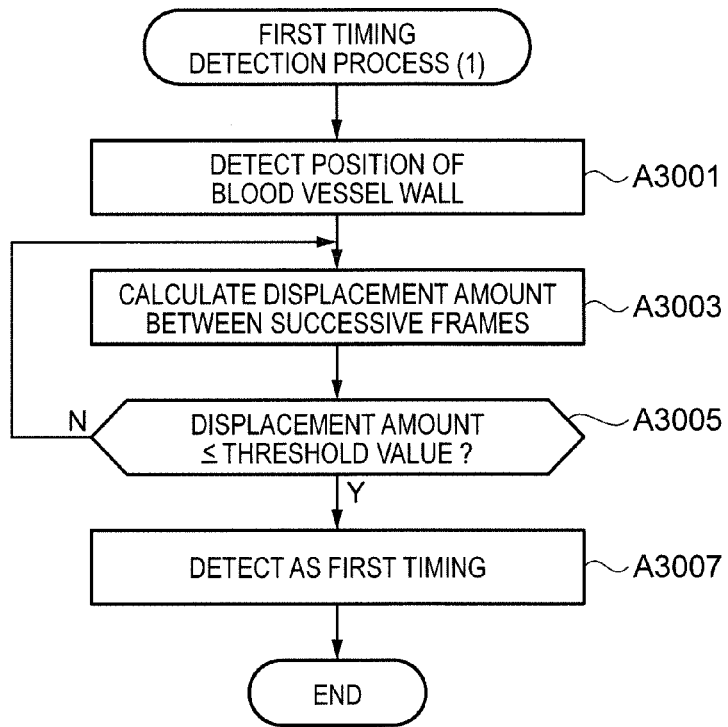 FIRST TIMING
DETECTION PROCESS (1)
DETECT POSITION OF
BLOOD VESSEL WALL
A3001
CALCULATE DISPLACEMENT AMOUNT
BETWEEN SUCCESSIVE FRAMES
A3003
N
DISPLACEMENT AMOUNT
≤ THRESHOLD VALUE ?
A3005
Y
DETECT AS FIRST TIMING
A3007
END